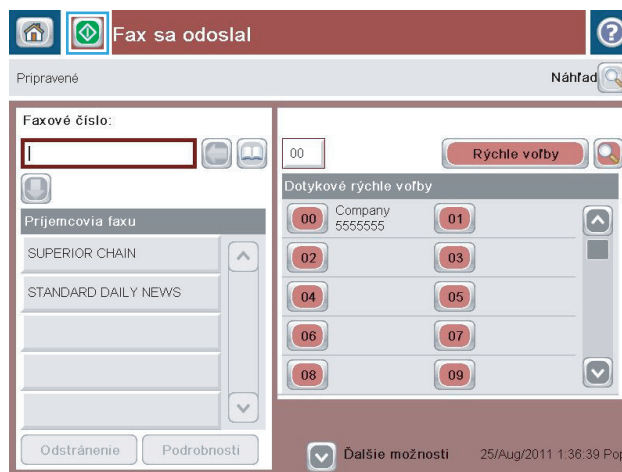 Fax sa odoslal
Pripravené
Náhľad
Faxové číslo:
00
Rýchle voľby
Dotykové rýchle voľby
00 Company 5555555
01
02
03
04
05
06
07
08
09
Príjemcovia faxu
SUPERIOR CHAIN
STANDARD DAILY NEWS
Odstránenie
Podrobnosti
Ďalšie možnosti
25/Aug/2011 1:36:39 Pop